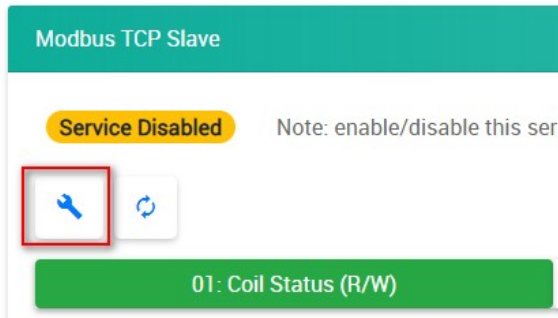 Modbus TCP Slave
Service Disabled Note: enable/disable this ser
01: Coil Status (R/W)